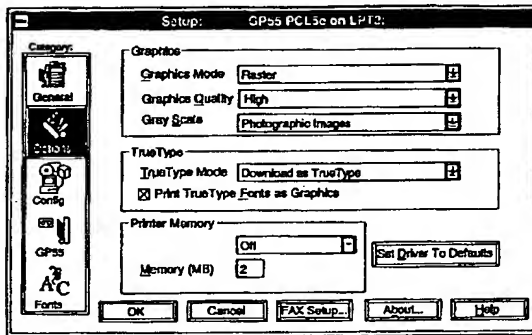 Setup: GP55 PCL5e on LPT3:
Category:
General
Options
Config
GP55
Fonts
Graphics
Graphics Mode Raster
Graphics Quality High
Gray Scale Photographic Images
TrueType
TrueType Mode Download as TrueType
Print TrueType Fonts as Graphics
Printer Memory
Off
Memory (MB) 2
Set Driver To Defaults
OK Cancel FAX Setup... About... Help